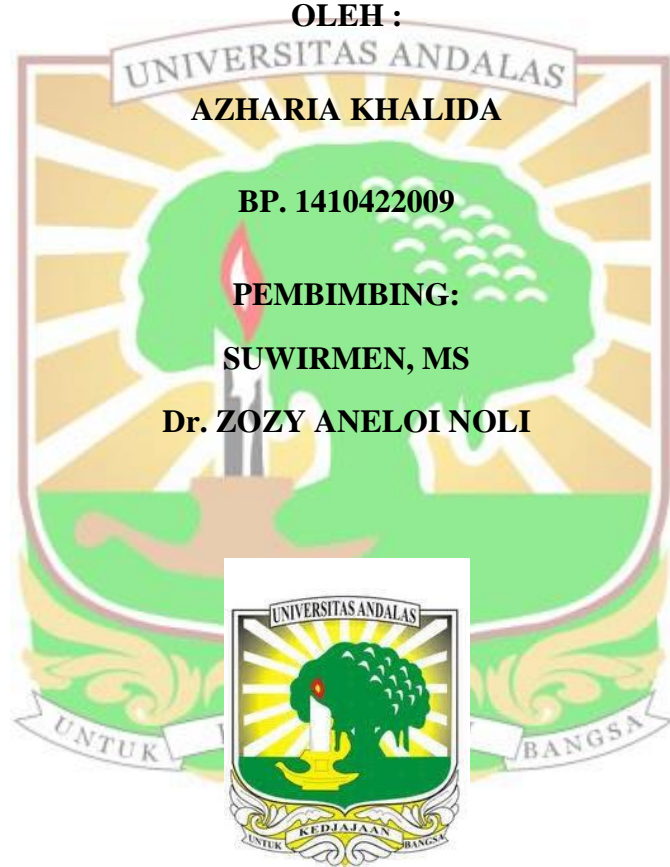 OLEH :
UNIVERSITAS ANDALAS
AZHARIA KHALIDA
BP. 1410422009
PEMBIMBING:
SUWIRMEN, MS
Dr. ZOZY ANELOI NOLI
UNIVERSITAS ANDALAS
UNTUK BANGSA
UNTUK KEDJAJAAN BANGSA